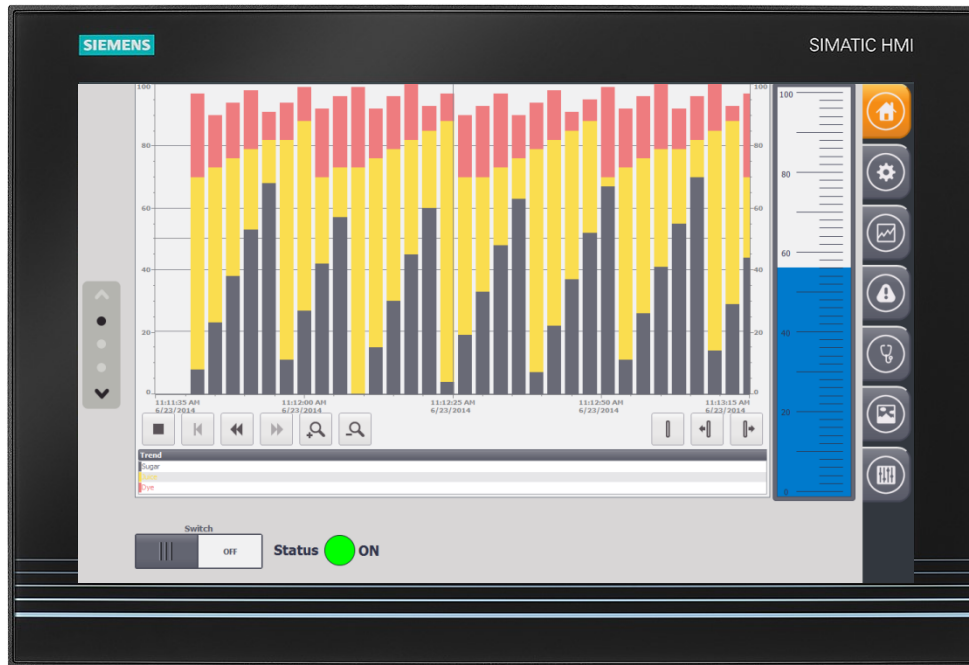 SIEMENS
SIMATIC HMI
100
100
80
80
60
60
40
40
20
20
0
0
11:11:35 AM
6/23/2014
11:12:00 AM
6/23/2014
11:12:25 AM
6/23/2014
11:12:50 AM
6/23/2014
11:13:15 AM
6/23/2014
100
80
60
40
20
0
Trend
Sugar
Dye
Switch
OFF
Status
ON